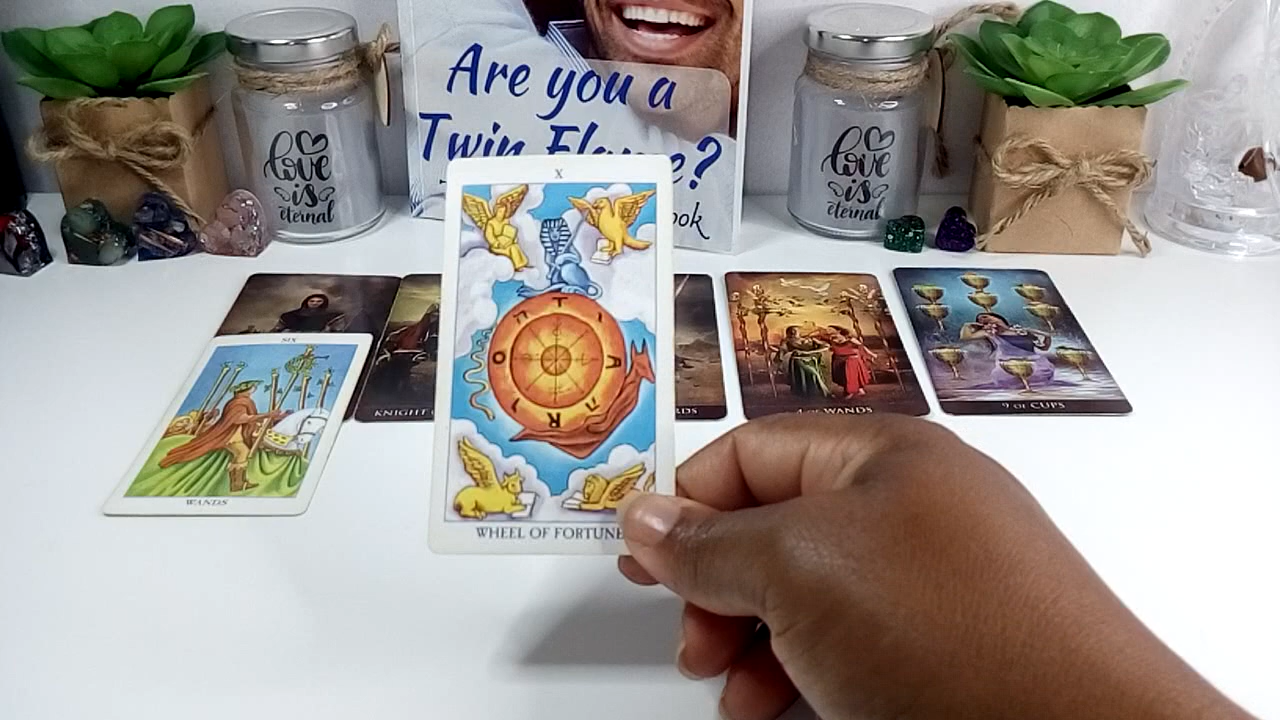 Are you a
Twin Flame?
ook
love
is
eternal
love
is
eternal
X
WHEEL OF FORTUNE
SIX
WANDS
KNIGHT
RDS
4 OF WANDS
9 OF CUPS